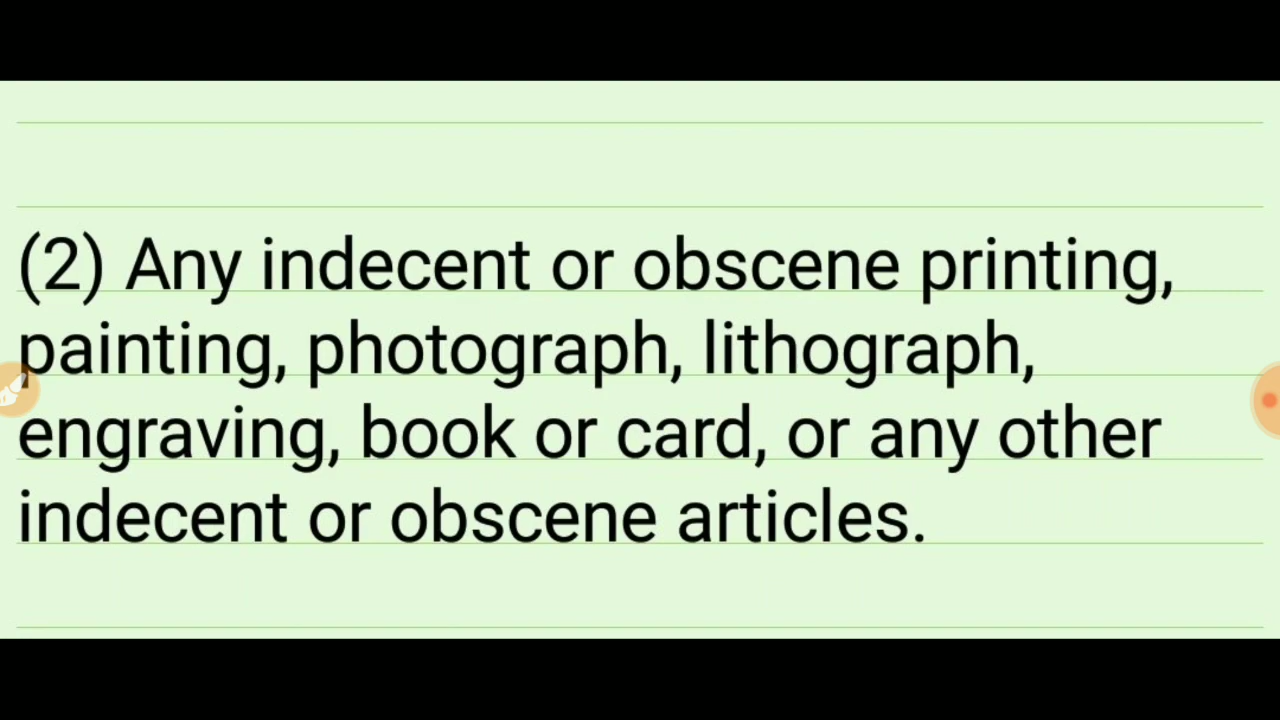 (2) Any indecent or obscene printing,
painting, photograph, lithograph,
engraving, book or card, or any other
indecent or obscene articles.